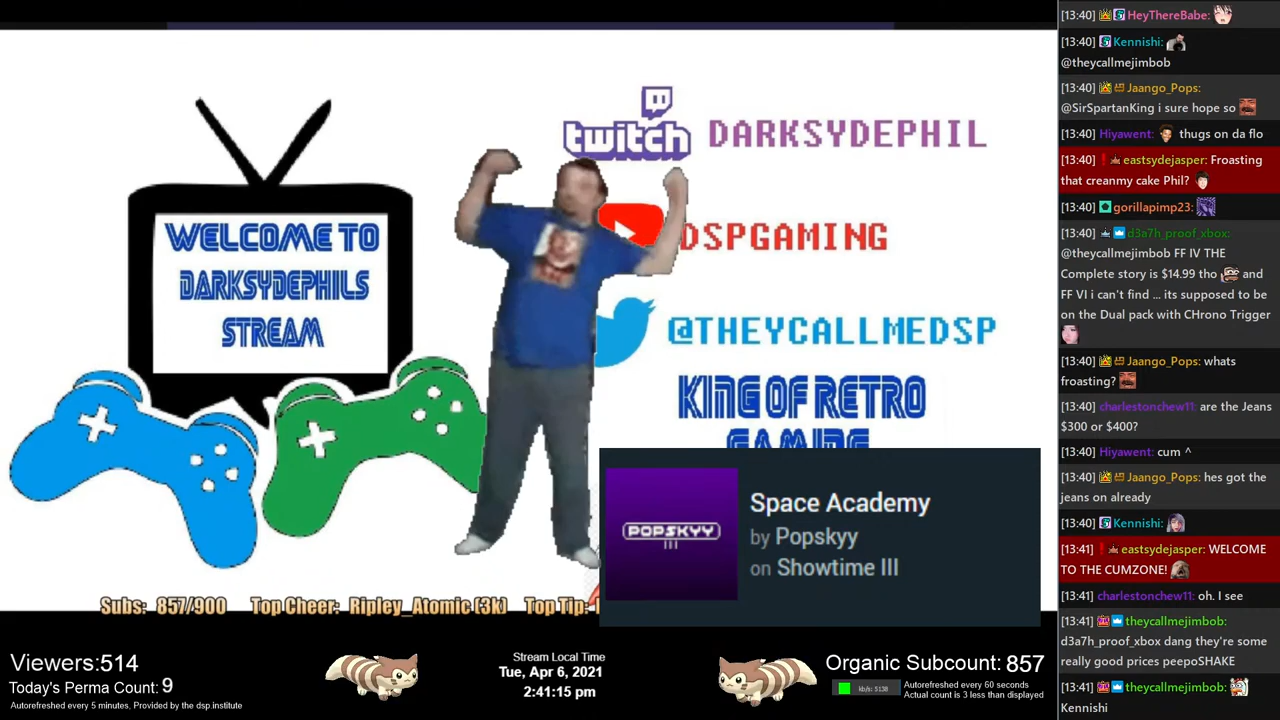 WELCOME TO
DARKSYDEPHILS
STREAM
twitch DARKSYDEPHIL
DSPGAMING
@THEYCALLMEDSP
KING OF RETRO
GAMING
POPSKYY
III
Space Academy
by Popskyy
on Showtime III
Subs: 857/900 Top Cheer: Ripley_Atomic (3k) Top Tip:
Viewers:514
Today's Perma Count: 9
Autorefreshed every 5 minutes, Provided by the dsp.institute
Stream Local Time
Tue, Apr 6, 2021
2:41:15 pm
Organic Subcount: 857
kb/s: 5138
Autorefreshed every 60 seconds
Actual count is 3 less than displayed
[13:40] HeyThereBabe:
[13:40] Kennishi:
@theycallmejimbob
[13:40] Jaango_Pops:
@SirSpartanKing i sure hope so
[13:40] Hiyawent: thugs on da flo
[13:40] eastsydejasper: Froasting
that creanmy cake Phil?
[13:40] gorillapimp23:
[13:40] d3a7h_proof_xbox:
@theycallmejimbob FF IV THE
Complete story is $14.99 tho and
FF VI i can't find ... its supposed to be
on the Dual pack with CHrono Trigger
[13:40] Jaango_Pops: whats
froasting?
[13:40] charlestonchew11: are the Jeans
$300 or $400?
[13:40] Hiyawent: cum ^
[13:40] Jaango_Pops: hes got the
jeans on already
[13:40] Kennishi:
[13:41] eastsydejasper: WELCOME
TO THE CUMZONE!
[13:41] charlestonchew11: oh. I see
[13:41] theycallmejimbob:
d3a7h_proof_xbox dang they're some
really good prices peepoSHAKE
[13:41] theycallmejimbob:
Kennishi